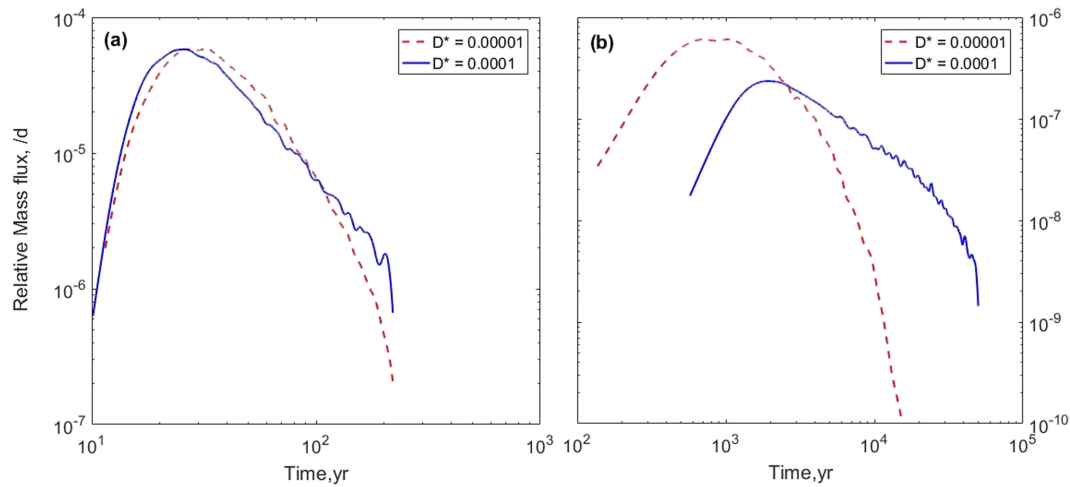 (a)
D* = 0.00001
D* = 0.0001
10^-4
10^-5
10^-6
10^-7
10^1
10^2
10^3
Time,yr
Relative Mass flux, /d
(b)
D* = 0.00001
D* = 0.0001
10^-6
10^-7
10^-8
10^-9
10^-10
10^2
10^3
10^4
10^5
Time,yr